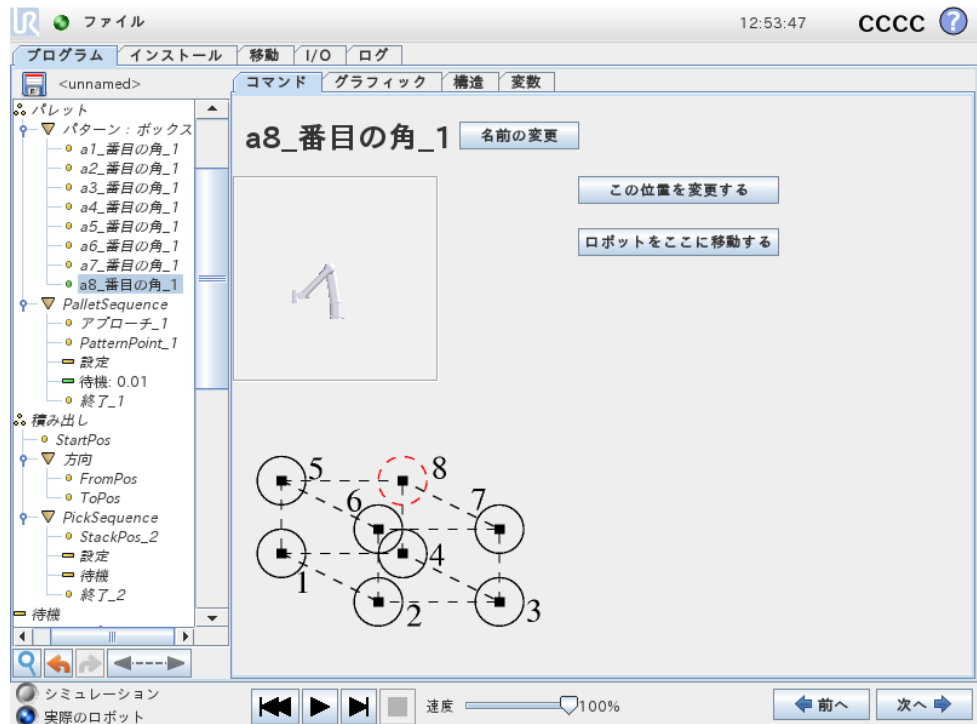 UR ファイル 12:53:47 CCCC ?
プログラム インストール 移動 I/O ログ
<unnamed>
コマンド グラフィック 構造 変数
パレット
パターン：ボックス
a1_番目の角_1
a2_番目の角_1
a3_番目の角_1
a4_番目の角_1
a5_番目の角_1
a6_番目の角_1
a7_番目の角_1
a8_番目の角_1
PalletSequence
アプローチ_1
PatternPoint_1
設定
待機: 0.01
終了_1
積み出し
StartPos
方向
FromPos
ToPos
PickSequence
StackPos_2
設定
待機
終了_2
待機
a8_番目の角_1 名前の変更
この位置を変更する
ロボットをここに移動する
5 8
6 7
1 4
2 3
シミュレーション
実際のロボット
速度 100%
前へ 次へ